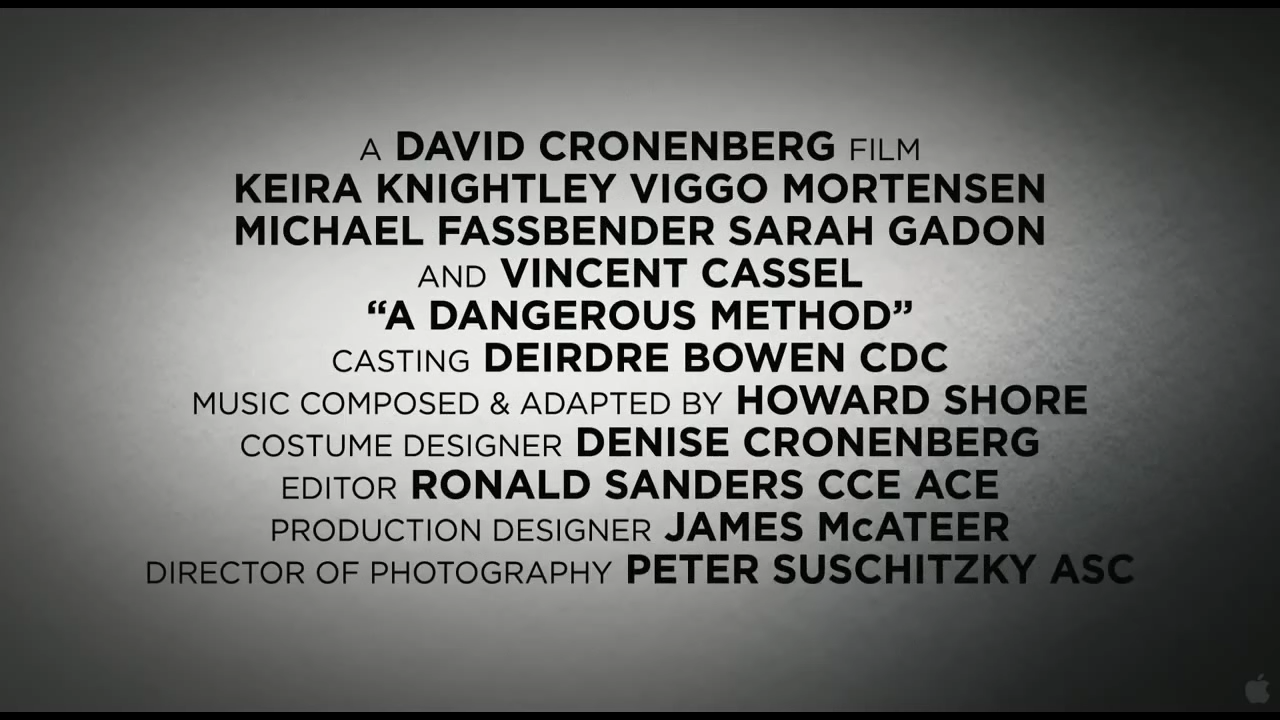 A DAVID CRONENBERG FILM
KEIRA KNIGHTLEY VIGGO MORTENSEN
MICHAEL FASSBENDER SARAH GADON
AND VINCENT CASSEL
“A DANGEROUS METHOD”
CASTING DEIRDRE BOWEN CDC
MUSIC COMPOSED & ADAPTED BY HOWARD SHORE
COSTUME DESIGNER DENISE CRONENBERG
EDITOR RONALD SANDERS CCE ACE
PRODUCTION DESIGNER JAMES McATEER
DIRECTOR OF PHOTOGRAPHY PETER SUSCHITZKY ASC